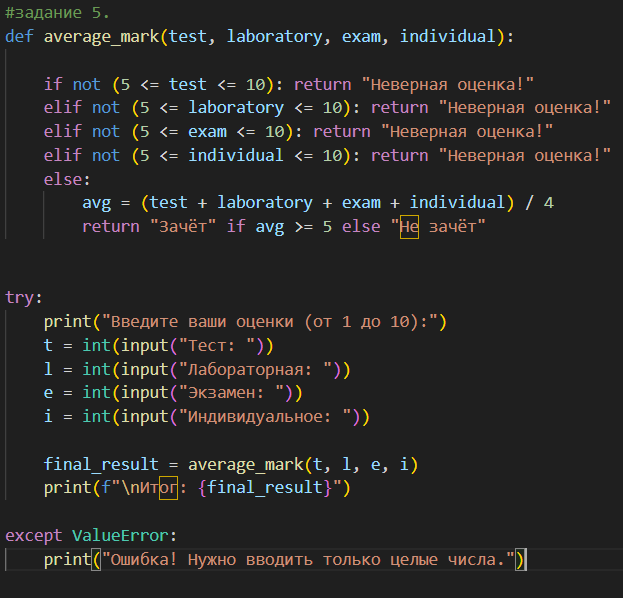 #задание 5.
def average_mark(test, laboratory, exam, individual):
if not (5 <= test <= 10): return "Неверная оценка!"
elif not (5 <= laboratory <= 10): return "Неверная оценка!"
elif not (5 <= exam <= 10): return "Неверная оценка!"
elif not (5 <= individual <= 10): return "Неверная оценка!"
else:
avg = (test + laboratory + exam + individual) / 4
return "Зачёт" if avg >= 5 else "Не зачёт"
try:
print("Введите ваши оценки (от 1 до 10):")
t = int(input("Тест: "))
l = int(input("Лабораторная: "))
e = int(input("Экзамен: "))
i = int(input("Индивидуальное: "))
final_result = average_mark(t, l, e, i)
print(f"\nИтог: {final_result}")
except ValueError:
print("Ошибка! Нужно вводить только целые числа.")